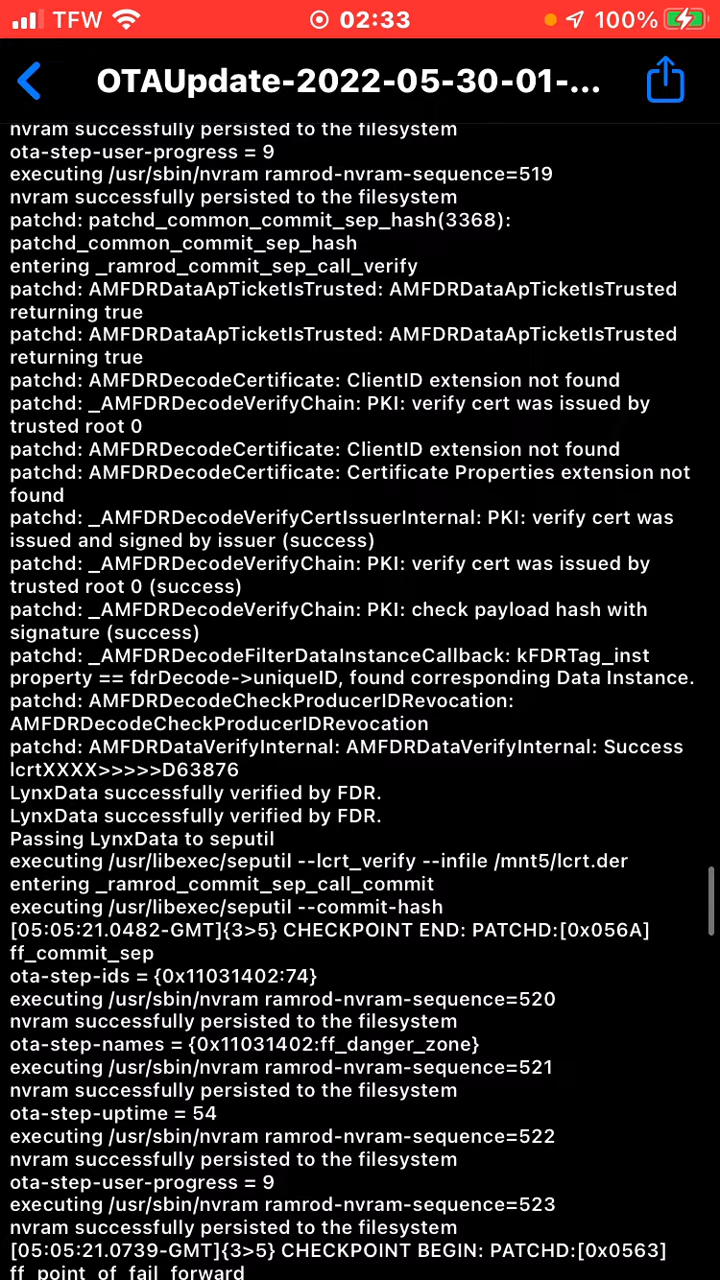 TFW 02:33 100%
OTAUpdate-2022-05-30-01-...
nvram successfully persisted to the filesystem
ota-step-user-progress = 9
executing /usr/sbin/nvram ramrod-nvram-sequence=519
nvram successfully persisted to the filesystem
patchd: patchd_common_commit_sep_hash(3368):
patchd_common_commit_sep_hash
entering _ramrod_commit_sep_call_verify
patchd: AMFDRDataApTicketIsTrusted: AMFDRDataApTicketIsTrusted
returning true
patchd: AMFDRDataApTicketIsTrusted: AMFDRDataApTicketIsTrusted
returning true
patchd: AMFDRDecodeCertificate: ClientID extension not found
patchd: _AMFDRDecodeVerifyChain: PKI: verify cert was issued by
trusted root 0
patchd: AMFDRDecodeCertificate: ClientID extension not found
patchd: AMFDRDecodeCertificate: Certificate Properties extension not
found
patchd: _AMFDRDecodeVerifyCertIssuerInternal: PKI: verify cert was
issued and signed by issuer (success)
patchd: _AMFDRDecodeVerifyChain: PKI: verify cert was issued by
trusted root 0 (success)
patchd: _AMFDRDecodeVerifyChain: PKI: check payload hash with
signature (success)
patchd: _AMFDRDecodeFilterDataInstanceCallback: kFDRTag_inst
property == fdrDecode->uniqueID, found corresponding Data Instance.
patchd: AMFDRDecodeCheckProducerIDRevocation:
AMFDRDecodeCheckProducerIDRevocation
patchd: AMFDRDataVerifyInternal: AMFDRDataVerifyInternal: Success
lcrtXXXX>>>>>D63876
LynxData successfully verified by FDR.
LynxData successfully verified by FDR.
Passing LynxData to seputil
executing /usr/libexec/seputil --lcrt_verify --infile /mnt5/lcrt.der
entering _ramrod_commit_sep_call_commit
executing /usr/libexec/seputil --commit-hash
[05:05:21.0482-GMT]{3>5} CHECKPOINT END: PATCHD:[0x056A]
ff_commit_sep
ota-step-ids = {0x11031402:74}
executing /usr/sbin/nvram ramrod-nvram-sequence=520
nvram successfully persisted to the filesystem
ota-step-names = {0x11031402:ff_danger_zone}
executing /usr/sbin/nvram ramrod-nvram-sequence=521
nvram successfully persisted to the filesystem
ota-step-uptime = 54
executing /usr/sbin/nvram ramrod-nvram-sequence=522
nvram successfully persisted to the filesystem
ota-step-user-progress = 9
executing /usr/sbin/nvram ramrod-nvram-sequence=523
nvram successfully persisted to the filesystem
[05:05:21.0739-GMT]{3>5} CHECKPOINT BEGIN: PATCHD:[0x0563]
ff_point_of_fail_forward